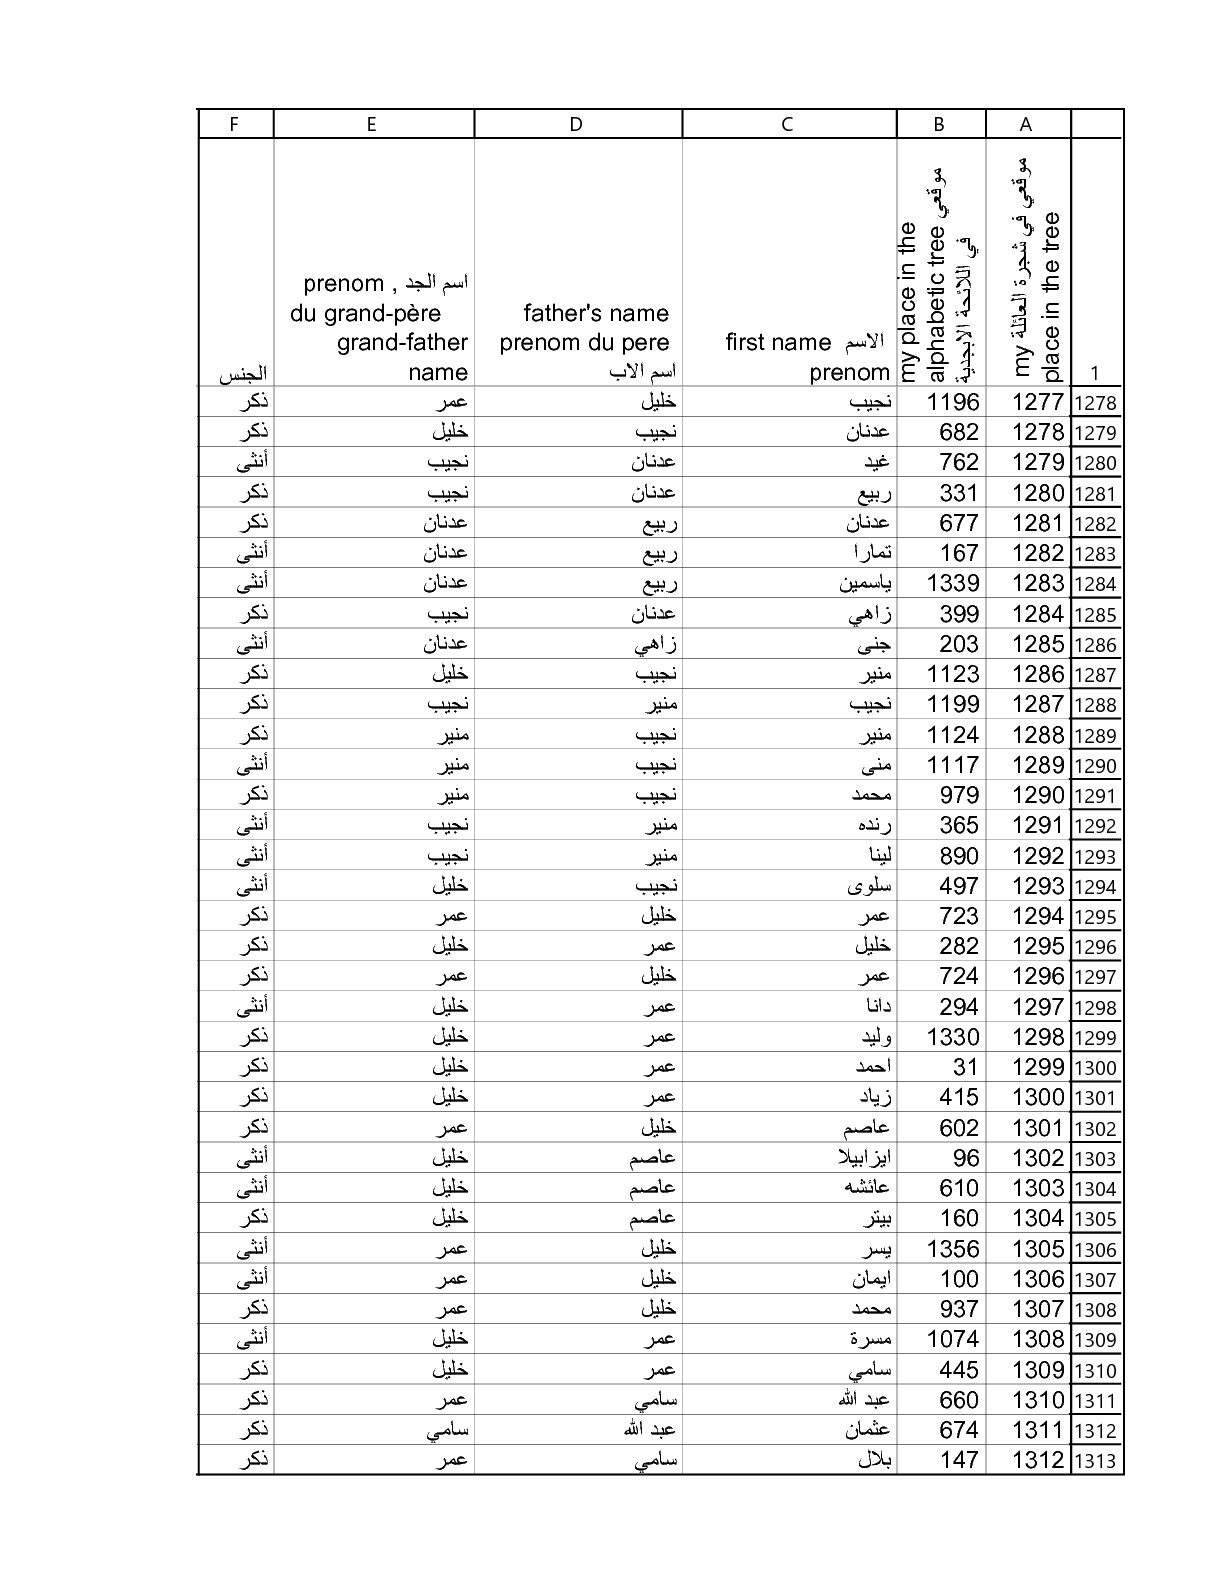 F E D C B A
الجنس
اسم الجد , prenom
du grand-père
grand-father
name
father's name
prenom du pere
اسم الاب
first name الاسم
prenom
my place in the
alphabetic tree موقعي
في اللائحة الابجدية
my موقعي في شجرة العائلة
place in the tree
1
1278 1277 1196 نجيب خليل عمر ذكر
1279 1278 682 عدنان نجيب خليل ذكر
1280 1279 762 غيد عدنان نجيب أنثى
1281 1280 331 ربيع عدنان نجيب ذكر
1282 1281 677 عدنان ربيع عدنان ذكر
1283 1282 167 تمارا ربيع عدنان أنثى
1284 1283 1339 ياسمين ربيع عدنان أنثى
1285 1284 399 زاهي عدنان نجيب ذكر
1286 1285 203 جنى زاهي عدنان أنثى
1287 1286 1123 منير نجيب خليل ذكر
1288 1287 1199 نجيب منير نجيب ذكر
1289 1288 1124 منير نجيب منير ذكر
1290 1289 1117 منى نجيب منير أنثى
1291 1290 979 محمد نجيب منير ذكر
1292 1291 365 رنده منير نجيب أنثى
1293 1292 890 لينا منير نجيب أنثى
1294 1293 497 سلوى نجيب خليل أنثى
1295 1294 723 عمر خليل عمر ذكر
1296 1295 282 خليل عمر خليل ذكر
1297 1296 724 عمر خليل عمر ذكر
1298 1297 294 دانا عمر خليل أنثى
1299 1298 1330 وليد عمر خليل ذكر
1300 1299 31 احمد عمر خليل ذكر
1301 1300 415 زياد عمر خليل ذكر
1302 1301 602 عاصم خليل عمر ذكر
1303 1302 96 ايزابيلا عاصم خليل أنثى
1304 1303 610 عائشه عاصم خليل أنثى
1305 1304 160 بيتر عاصم خليل ذكر
1306 1305 1356 يسر خليل عمر أنثى
1307 1306 100 ايمان خليل عمر أنثى
1308 1307 937 محمد خليل عمر ذكر
1309 1308 1074 مسرة عمر خليل أنثى
1310 1309 445 سامي عمر خليل ذكر
1311 1310 660 عبد الله سامي عمر ذكر
1312 1311 674 عثمان عبد الله سامي ذكر
1313 1312 147 بلال سامي عمر ذكر